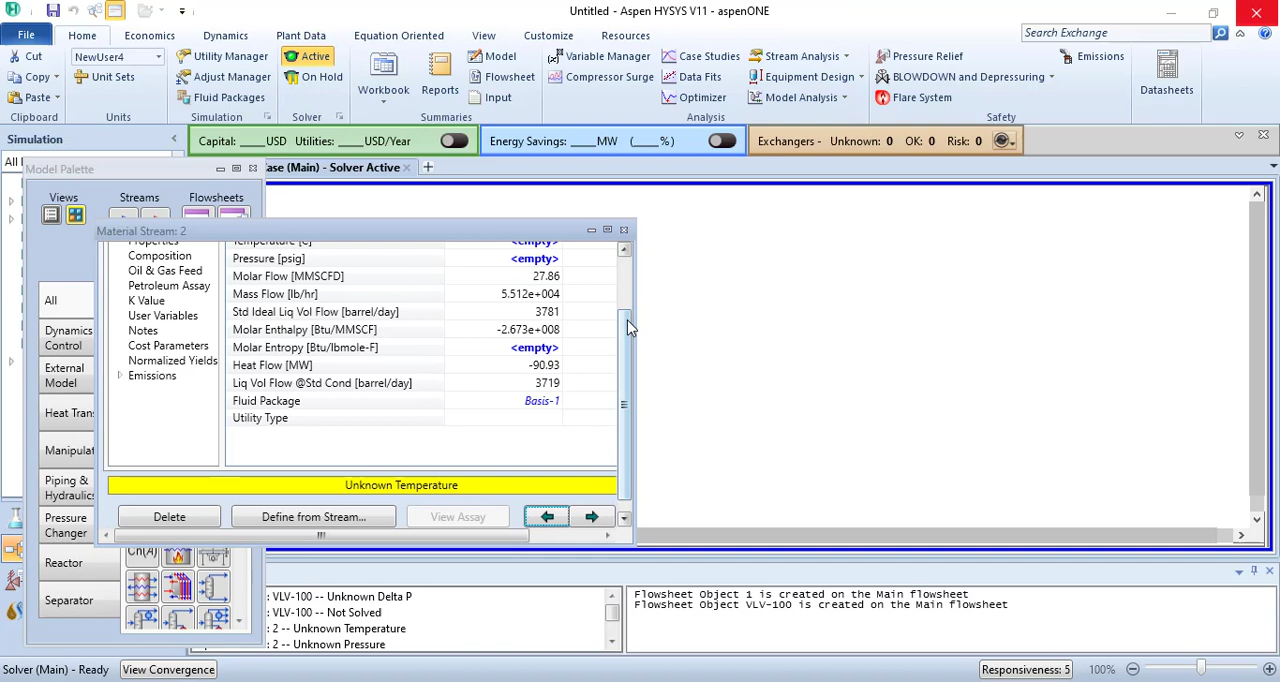 Untitled - Aspen HYSYS V11 - aspenONE
File
Home
Economics
Dynamics
Plant Data
Equation Oriented
View
Customize
Resources
Search Exchange
Cut
Copy
Paste
Clipboard
NewUser4
Unit Sets
Units
Utility Manager
Adjust Manager
Fluid Packages
Simulation
Active
On Hold
Solver
Workbook
Reports
Model
Flowsheet
Input
Summaries
Variable Manager
Compressor Surge
Case Studies
Data Fits
Optimizer
Stream Analysis
Equipment Design
Model Analysis
Analysis
Pressure Relief
BLOWDOWN and Depressuring
Flare System
Emissions
Safety
Datasheets
Simulation
Capital: ____USD Utilities: ____USD/Year
Energy Savings: ____MW (____%)
Exchangers - Unknown: 0 OK: 0 Risk: 0
ase (Main) - Solver Active
Model Palette
Views
Streams
Flowsheets
All
Dynamics
Control
External
Model
Heat Tran
Manipulat
Piping &
Hydraulics
Pressure
Changer
Reactor
Separator
Material Stream: 2
Properties
Composition
Oil & Gas Feed
Petroleum Assay
K Value
User Variables
Notes
Cost Parameters
Normalized Yields
Emissions
Temperature [C] <empty>
Pressure [psig] <empty>
Molar Flow [MMSCFD] 27.86
Mass Flow [lb/hr] 5.512e+004
Std Ideal Liq Vol Flow [barrel/day] 3781
Molar Enthalpy [Btu/MMSCF] -2.673e+008
Molar Entropy [Btu/lbmole-F] <empty>
Heat Flow [MW] -90.93
Liq Vol Flow @Std Cond [barrel/day] 3719
Fluid Package Basis-1
Utility Type
Unknown Temperature
Delete
Define from Stream...
View Assay
Ch(A)
: VLV-100 -- Unknown Delta P
: VLV-100 -- Not Solved
: 2 -- Unknown Temperature
: 2 -- Unknown Pressure
Flowsheet Object 1 is created on the Main flowsheet
Flowsheet Object VLV-100 is created on the Main flowsheet
Solver (Main) - Ready
View Convergence
Responsiveness: 5
100%